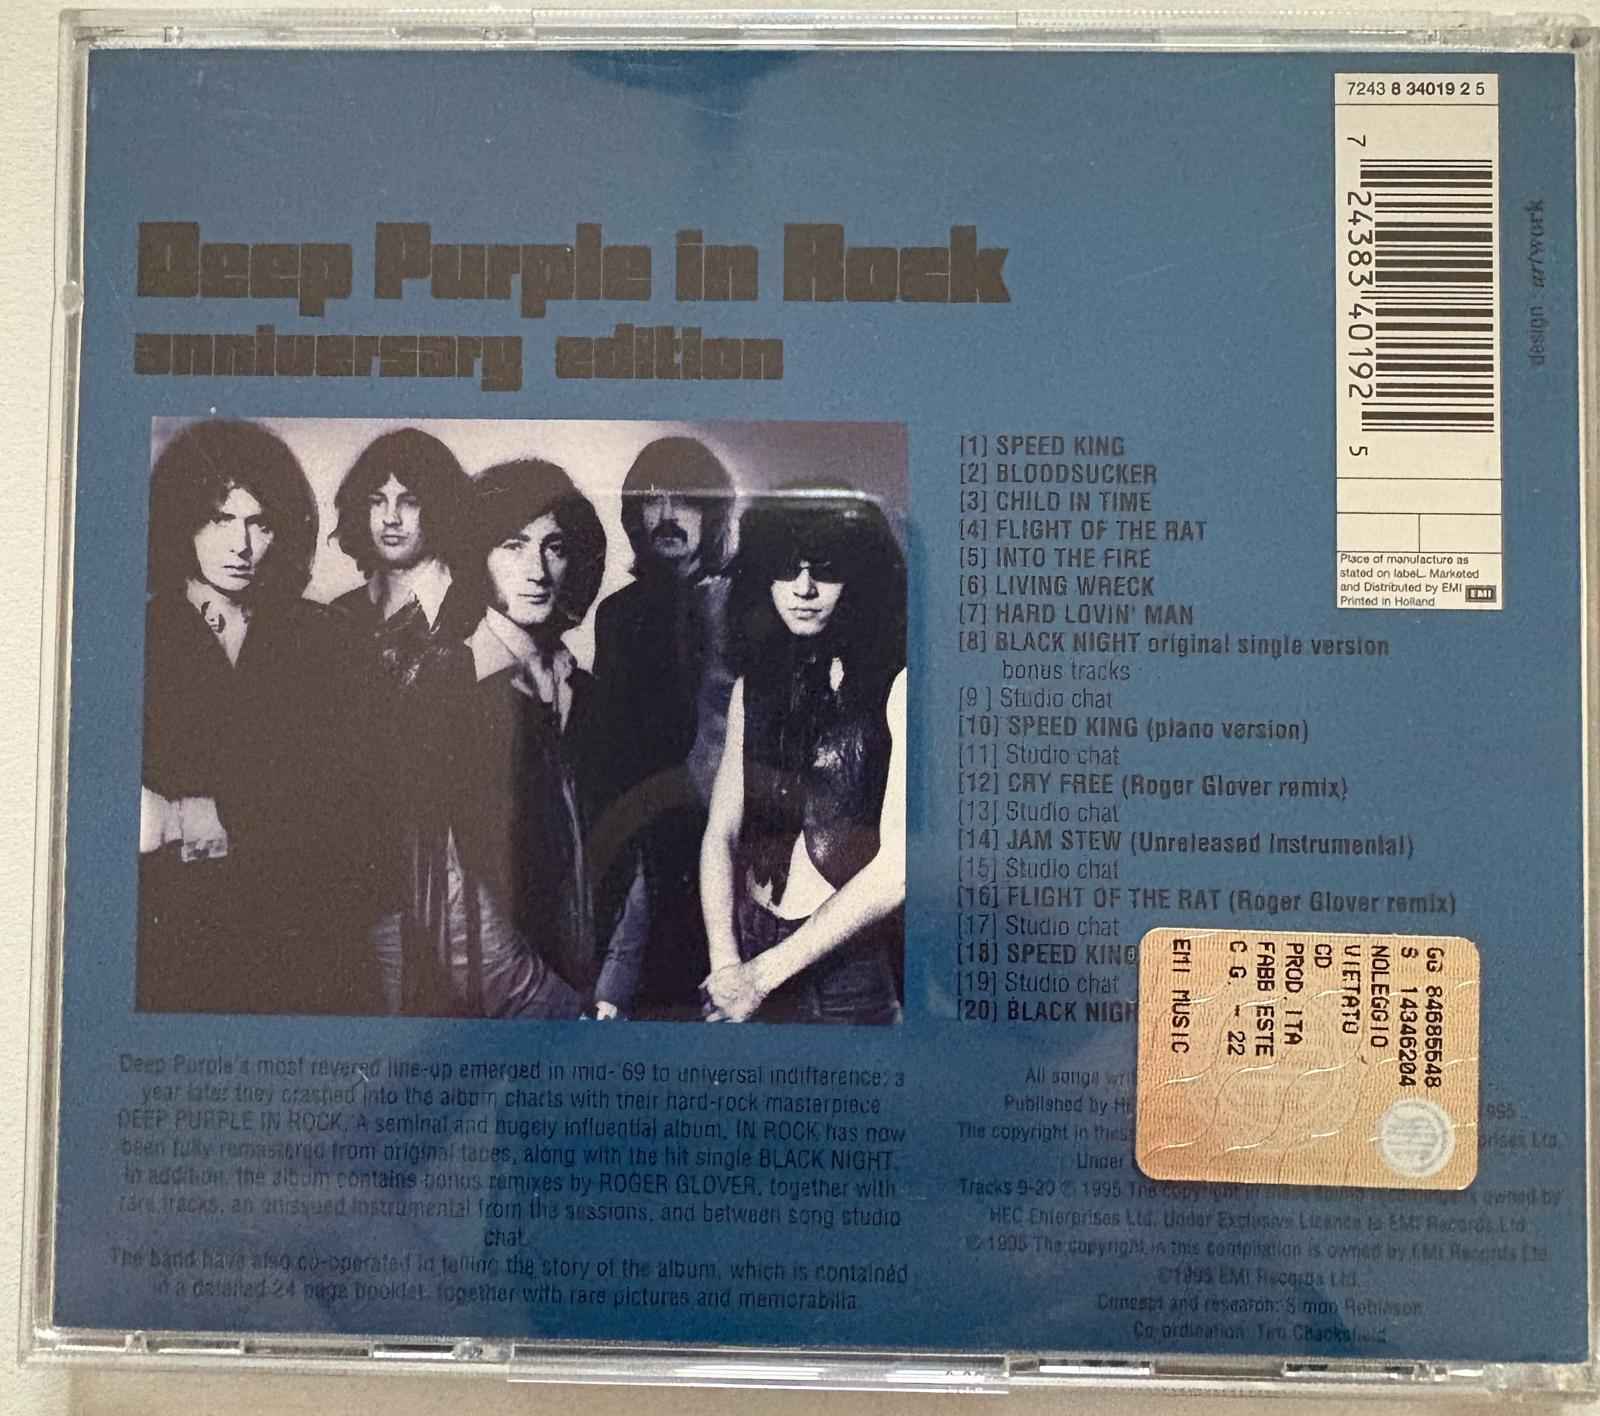 7243 8 34019 2 5
7 24383 40192 5
design : artwork
Deep Purple in Rock
anniversary edition
[1] SPEED KING
[2] BLOODSUCKER
[3] CHILD IN TIME
[4] FLIGHT OF THE RAT
[5] INTO THE FIRE
[6] LIVING WRECK
[7] HARD LOVIN' MAN
[8] BLACK NIGHT original single version
bonus tracks
[9 ] Studio chat
[10] SPEED KING (piano version)
[11] Studio chat
[12] CRY FREE (Roger Glover remix)
[13] Studio chat
[14] JAM STEW (Unreleased Instrumental)
[15] Studio chat
[16] FLIGHT OF THE RAT (Roger Glover remix)
[17] Studio chat
[18] SPEED KING
[19] Studio chat
[20] BLACK NIGH
Place of manufacture as
stated on label. Marketed
and Distributed by EMI EMI
Printed in Holland
GG 84685548
S 14346204
NOLEGGIO
VIETATO
CD
PROD.ITA
FABB ESTE
C.G. - 22
EMI MUSIC
Deep Purple's most revered line-up emerged in mid-'69 to universal indifference; a
year later they crashed into the album charts with their hard-rock masterpiece
DEEP PURPLE IN ROCK. A seminal and hugely influential album, IN ROCK has now
been fully remastered from original tapes, along with the hit single BLACK NIGHT.
In addition, the album contains bonus remixes by ROGER GLOVER, together with
rare tracks, an unissued instrumental from the sessions, and between song studio
chat.
The band have also co-operated in telling the story of the album, which is contained
in a detailed 24 page booklet, together with rare pictures and memorabilia.
All songs wri
Published by H 995
The copyright in these rises Ltd.
Under
Tracks 9-20 ℗ 1995 The copyright in these sound recordings is owned by
HEC Enterprises Ltd. Under Exclusive Licence to EMI Records Ltd.
© 1995 The copyright in this compilation is owned by EMI Records Ltd.
© 1995 EMI Records Ltd.
Concept and research: Simon Robinson
Co-ordination: Tim Chacksfield